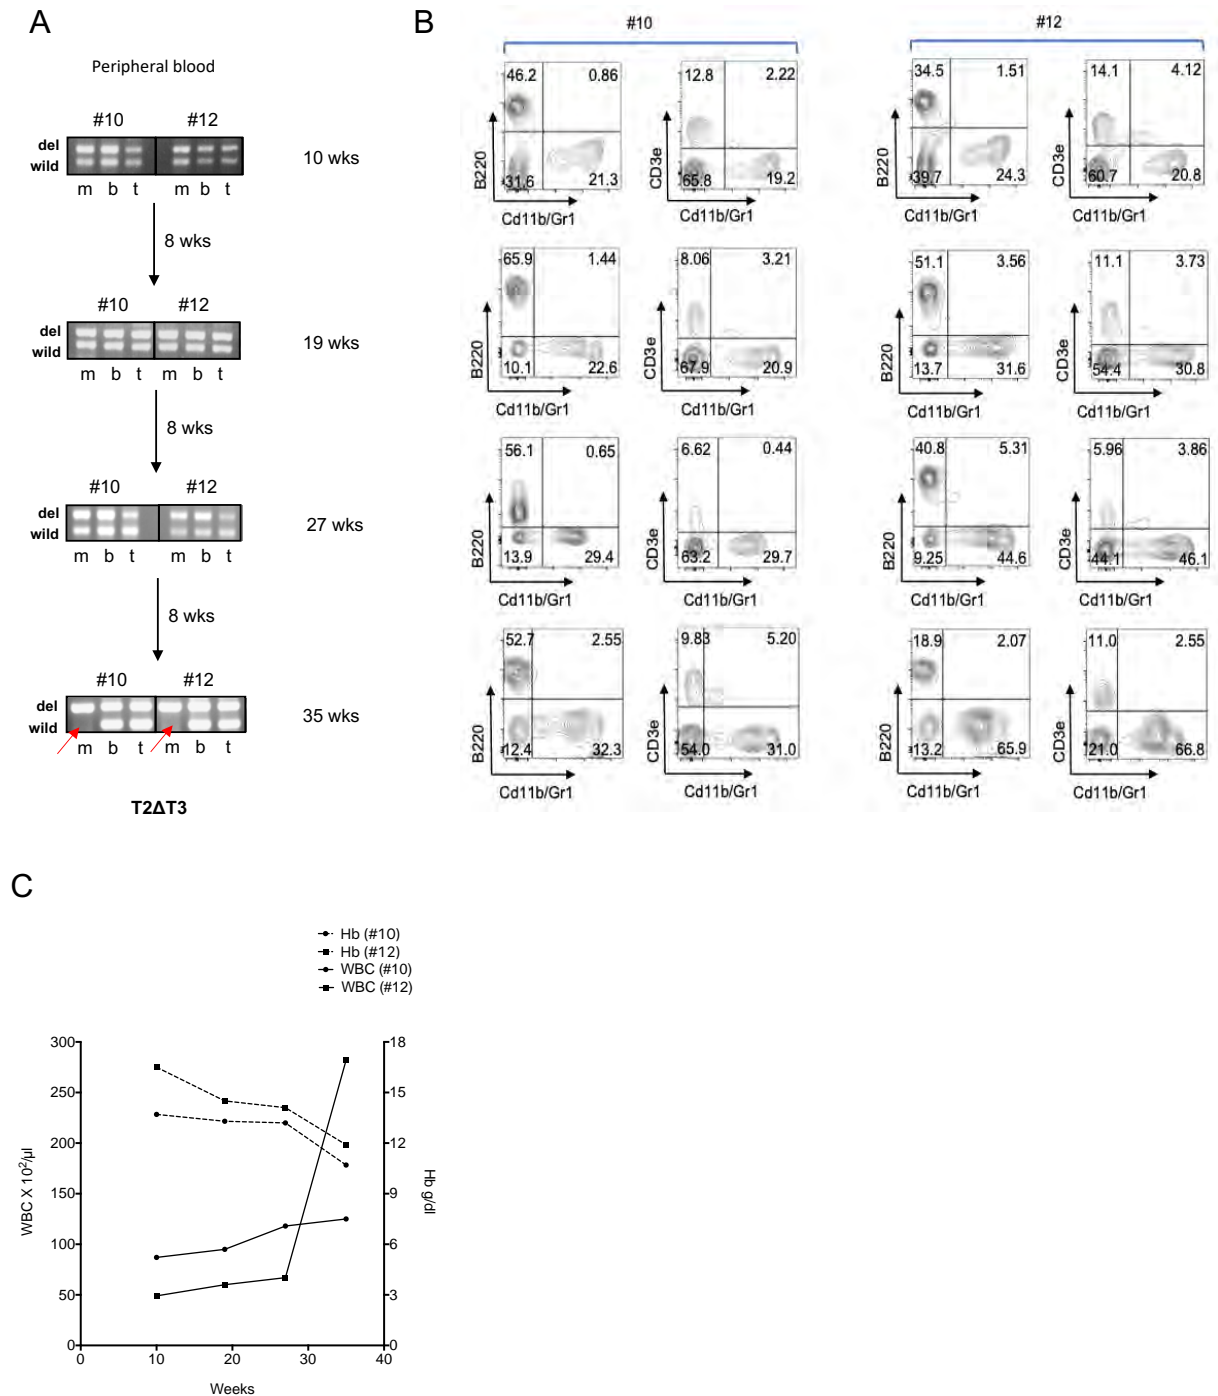 A
Peripheral blood
#10 #12
del
wild
m b t m b t
10 wks
8 wks
#10 #12
del
wild
m b t m b t
19 wks
8 wks
#10 #12
del
wild
m b t m b t
27 wks
8 wks
#10 #12
del
wild
m b t m b t
35 wks
T2ΔT3
B
#10 #12
46.2 0.86 12.8 2.22 34.5 1.51 14.1 4.12
B220 CD3e B220 CD3e
31.6 21.3 65.8 19.2 39.7 24.3 60.7 20.8
Cd11b/Gr1 Cd11b/Gr1 Cd11b/Gr1 Cd11b/Gr1
65.9 1.44 8.06 3.21 51.1 3.56 11.1 3.73
B220 CD3e B220 CD3e
10.1 22.6 67.9 20.9 13.7 31.6 54.4 30.8
Cd11b/Gr1 Cd11b/Gr1 Cd11b/Gr1 Cd11b/Gr1
56.1 0.65 6.62 0.44 40.8 5.31 5.96 3.86
B220 CD3e B220 CD3e
13.9 29.4 63.2 29.7 9.25 44.6 44.1 46.1
Cd11b/Gr1 Cd11b/Gr1 Cd11b/Gr1 Cd11b/Gr1
52.7 2.55 9.83 5.20 18.9 2.07 11.0 2.55
B220 CD3e B220 CD3e
12.4 32.3 54.0 31.0 13.2 65.9 121.0 66.8
Cd11b/Gr1 Cd11b/Gr1 Cd11b/Gr1 Cd11b/Gr1
C
Hb (#10)
Hb (#12)
WBC (#10)
WBC (#12)
300 18
250 15
200 12
150 9
100 6
50 3
0 0
WBC X 10²/µl
Hb g/dl
0 10 20 30 40
Weeks